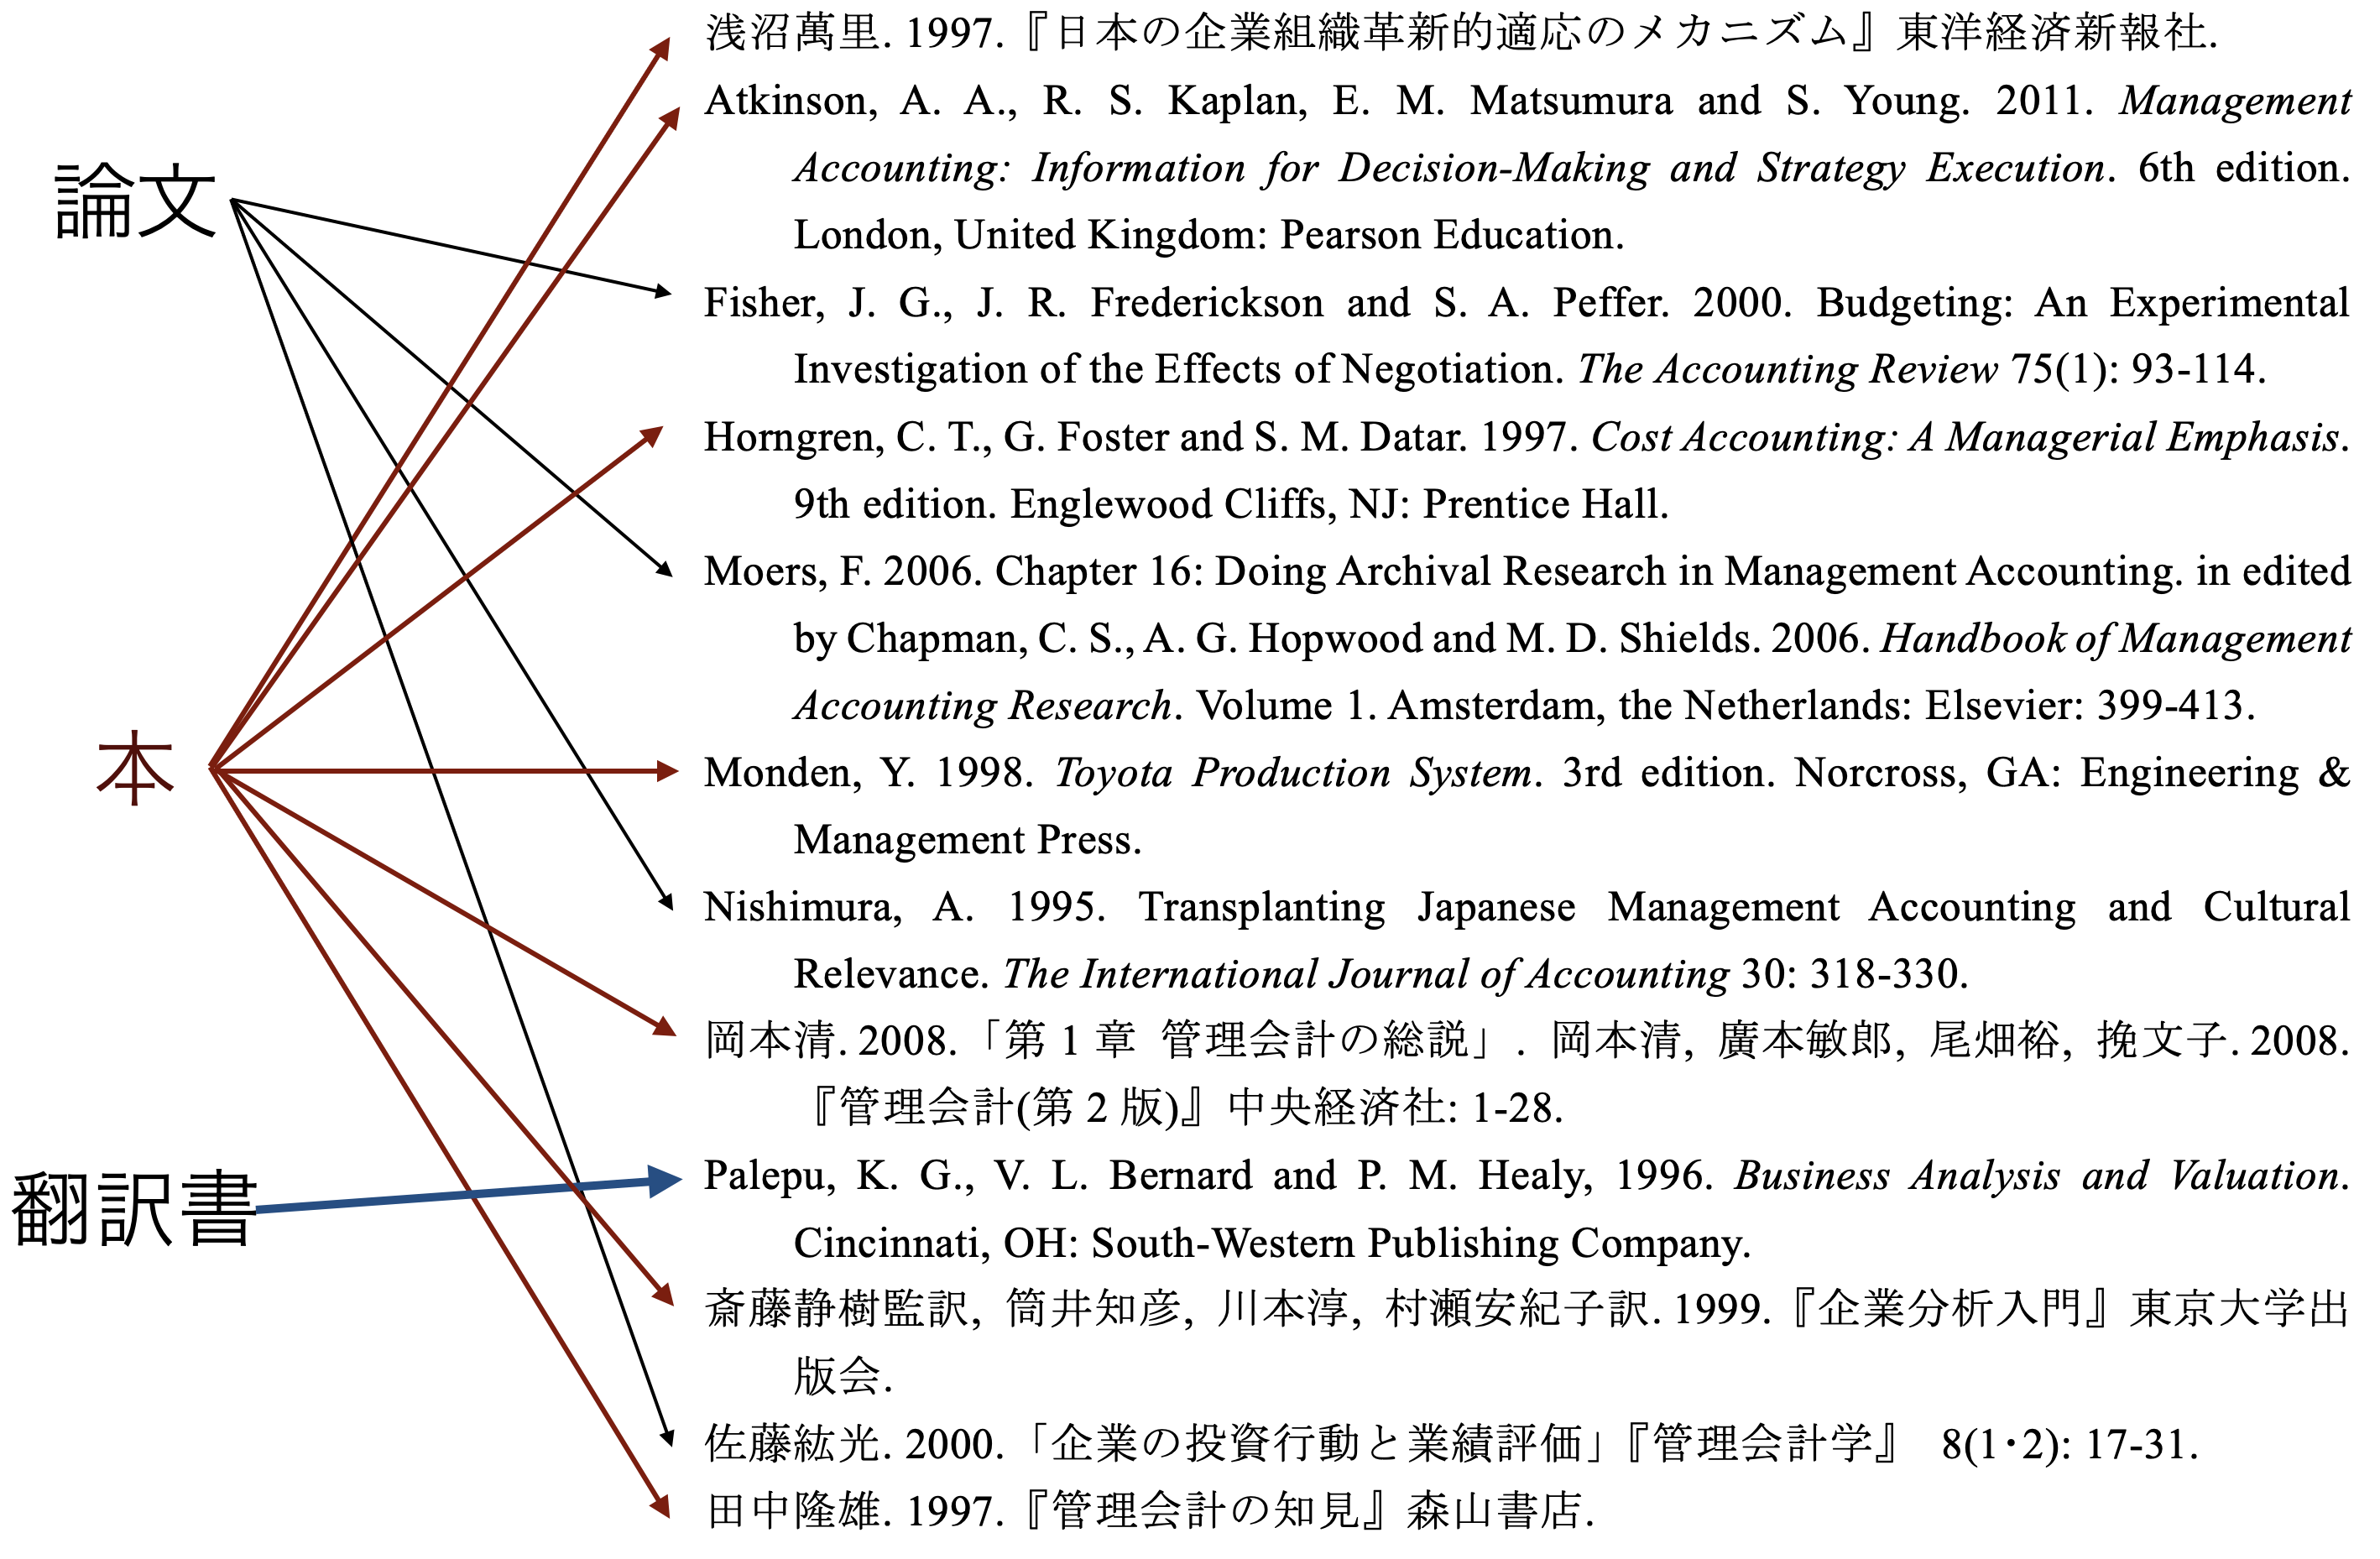 論文
本
翻訳書
浅沼萬里. 1997.『日本の企業組織革新的適応のメカニズム』東洋経済新報社.
Atkinson, A. A., R. S. Kaplan, E. M. Matsumura and S. Young. 2011. Management
Accounting: Information for Decision-Making and Strategy Execution. 6th edition.
London, United Kingdom: Pearson Education.
Fisher, J. G., J. R. Frederickson and S. A. Peffer. 2000. Budgeting: An Experimental
Investigation of the Effects of Negotiation. The Accounting Review 75(1): 93-114.
Horngren, C. T., G. Foster and S. M. Datar. 1997. Cost Accounting: A Managerial Emphasis.
9th edition. Englewood Cliffs, NJ: Prentice Hall.
Moers, F. 2006. Chapter 16: Doing Archival Research in Management Accounting. in edited
by Chapman, C. S., A. G. Hopwood and M. D. Shields. 2006. Handbook of Management
Accounting Research. Volume 1. Amsterdam, the Netherlands: Elsevier: 399-413.
Monden, Y. 1998. Toyota Production System. 3rd edition. Norcross, GA: Engineering &
Management Press.
Nishimura, A. 1995. Transplanting Japanese Management Accounting and Cultural
Relevance. The International Journal of Accounting 30: 318-330.
岡本清. 2008.「第 1 章 管理会計の総説」. 岡本清, 廣本敏郎, 尾畑裕, 挽文子. 2008.
『管理会計(第 2 版)』中央経済社: 1-28.
Palepu, K. G., V. L. Bernard and P. M. Healy, 1996. Business Analysis and Valuation.
Cincinnati, OH: South-Western Publishing Company.
斎藤静樹監訳, 筒井知彦, 川本淳, 村瀬安紀子訳. 1999.『企業分析入門』東京大学出
版会.
佐藤紘光. 2000.「企業の投資行動と業績評価」『管理会計学』 8(1・2): 17-31.
田中隆雄. 1997.『管理会計の知見』森山書店.